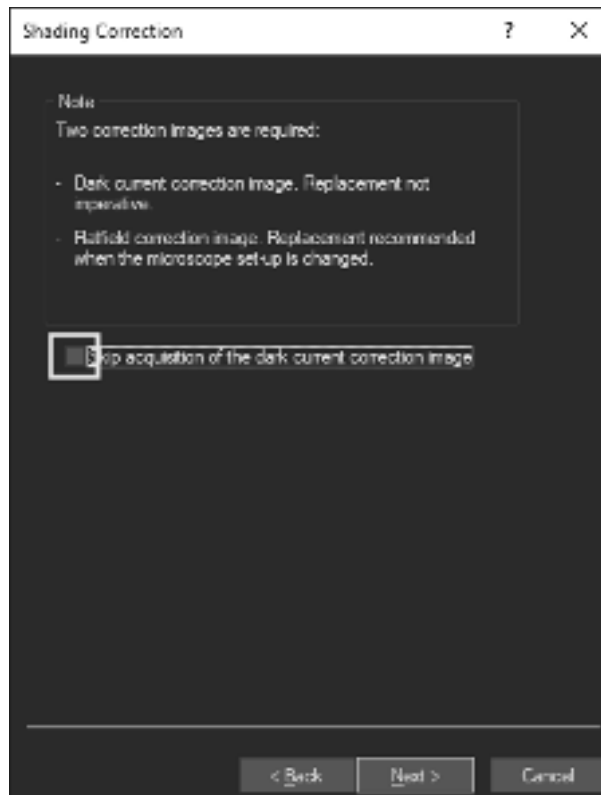 Shading Correction ? ×
Note
Two correction images are required:
- Dark current correction image. Replacement not
imperative.
- Flatfield correction image. Replacement recommended
when the microscope set-up is changed.
Skip acquisition of the dark current correction image
< Back Next > Cancel